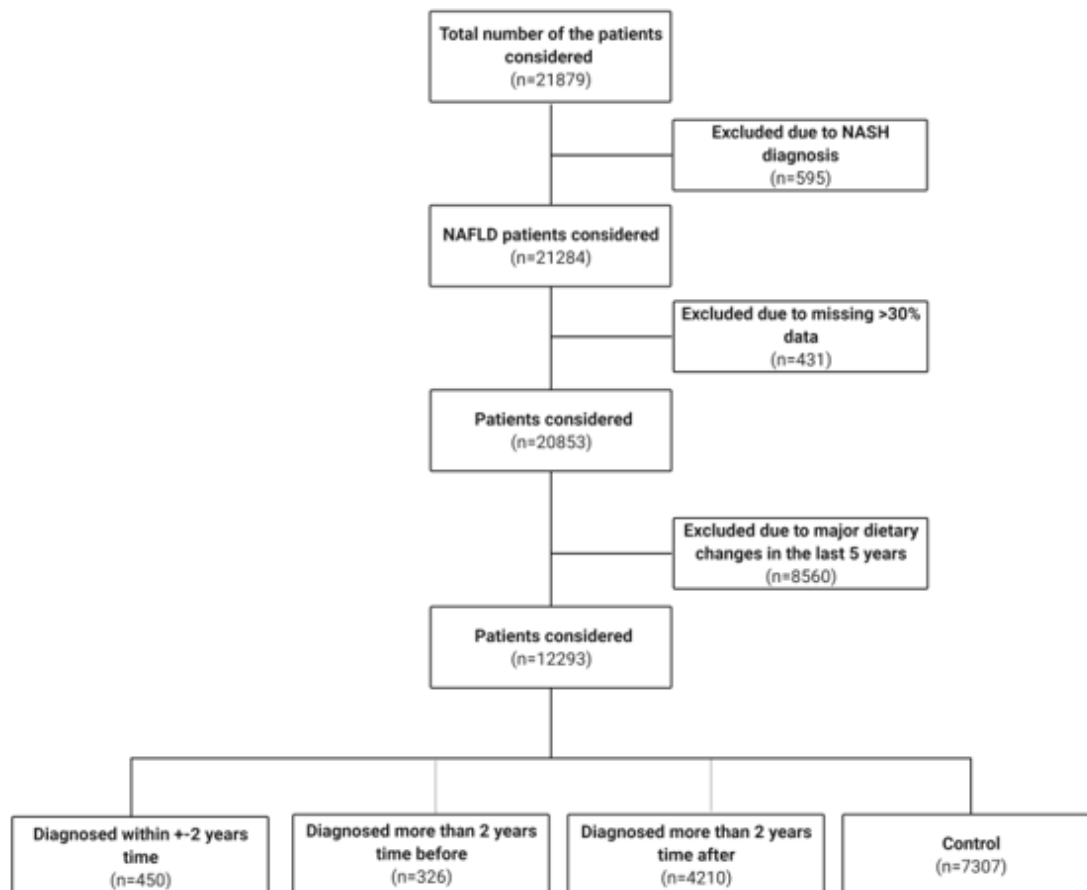 Total number of the patients
considered
(n=21879)
Excluded due to NASH
diagnosis
(n=595)
NAFLD patients considered
(n=21284)
Excluded due to missing >30%
data
(n=431)
Patients considered
(n=20853)
Excluded due to major dietary
changes in the last 5 years
(n=8560)
Patients considered
(n=12293)
Diagnosed within +-2 years
time
(n=450)
Diagnosed more than 2 years
time before
(n=326)
Diagnosed more than 2 years
time after
(n=4210)
Control
(n=7307)